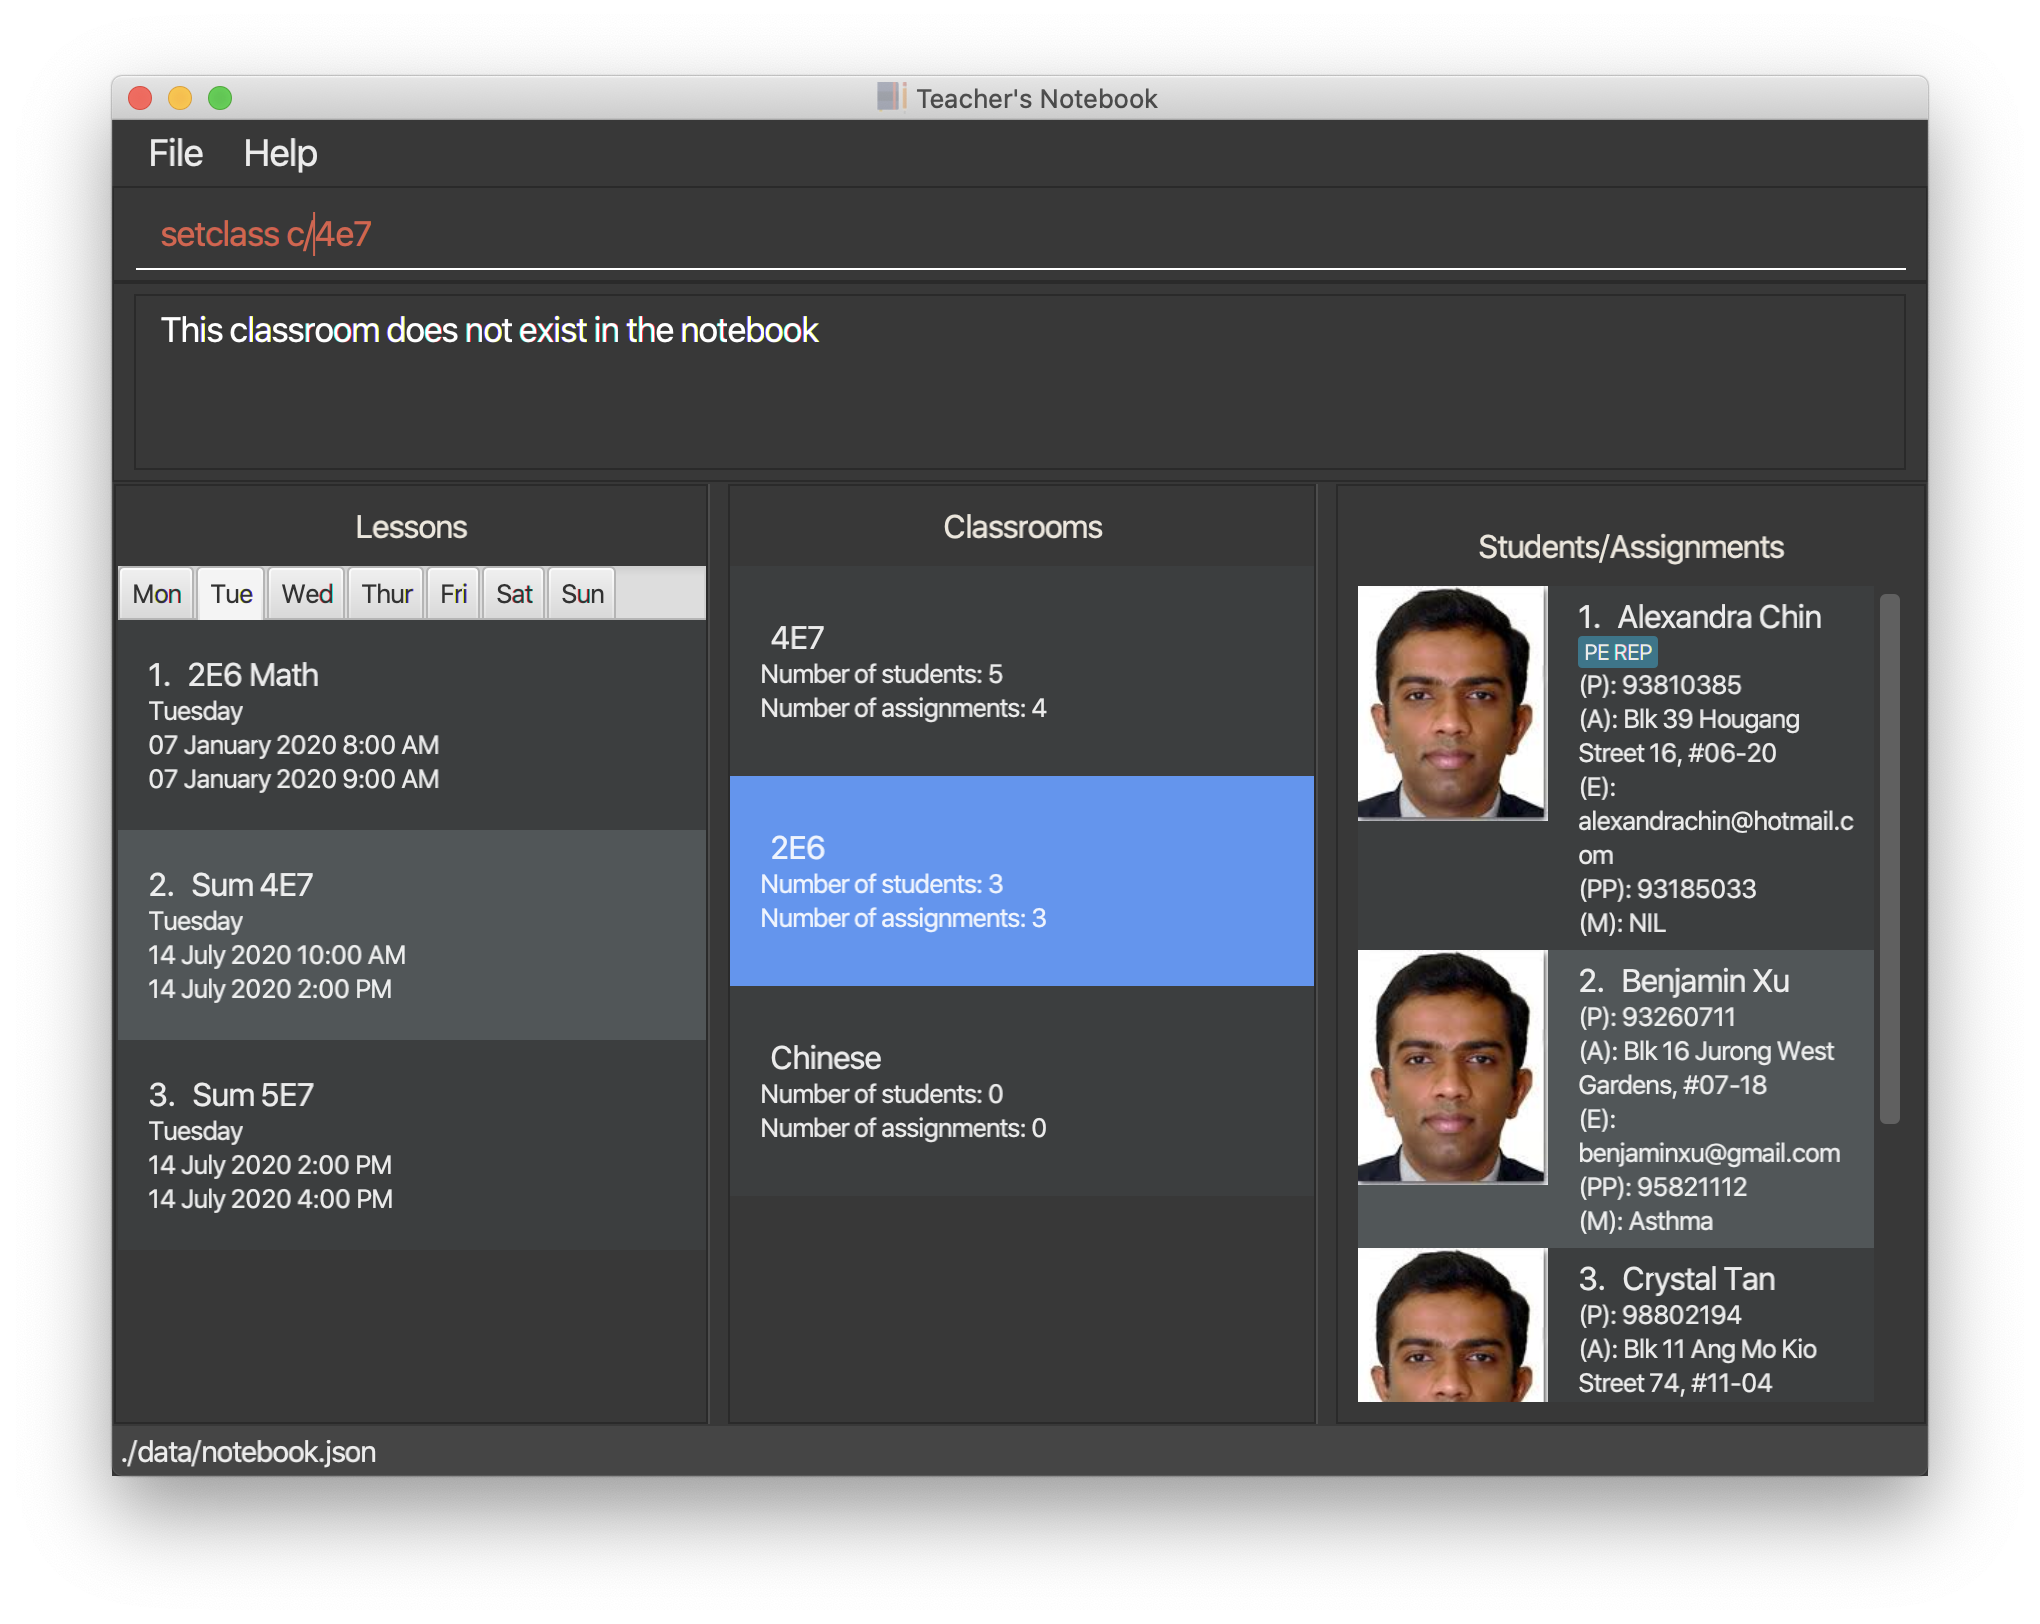 Teacher's Notebook
File Help
setclass c/4e7
This classroom does not exist in the notebook
Lessons
Mon Tue Wed Thur Fri Sat Sun
1. 2E6 Math
Tuesday
07 January 2020 8:00 AM
07 January 2020 9:00 AM
2. Sum 4E7
Tuesday
14 July 2020 10:00 AM
14 July 2020 2:00 PM
3. Sum 5E7
Tuesday
14 July 2020 2:00 PM
14 July 2020 4:00 PM
Classrooms
4E7
Number of students: 5
Number of assignments: 4
2E6
Number of students: 3
Number of assignments: 3
Chinese
Number of students: 0
Number of assignments: 0
Students/Assignments
1. Alexandra Chin
PE REP
(P): 93810385
(A): Blk 39 Hougang
Street 16, #06-20
(E):
alexandrachin@hotmail.c
om
(PP): 93185033
(M): NIL
2. Benjamin Xu
(P): 93260711
(A): Blk 16 Jurong West
Gardens, #07-18
(E):
benjaminxu@gmail.com
(PP): 95821112
(M): Asthma
3. Crystal Tan
(P): 98802194
(A): Blk 11 Ang Mo Kio
Street 74, #11-04
./data/notebook.json